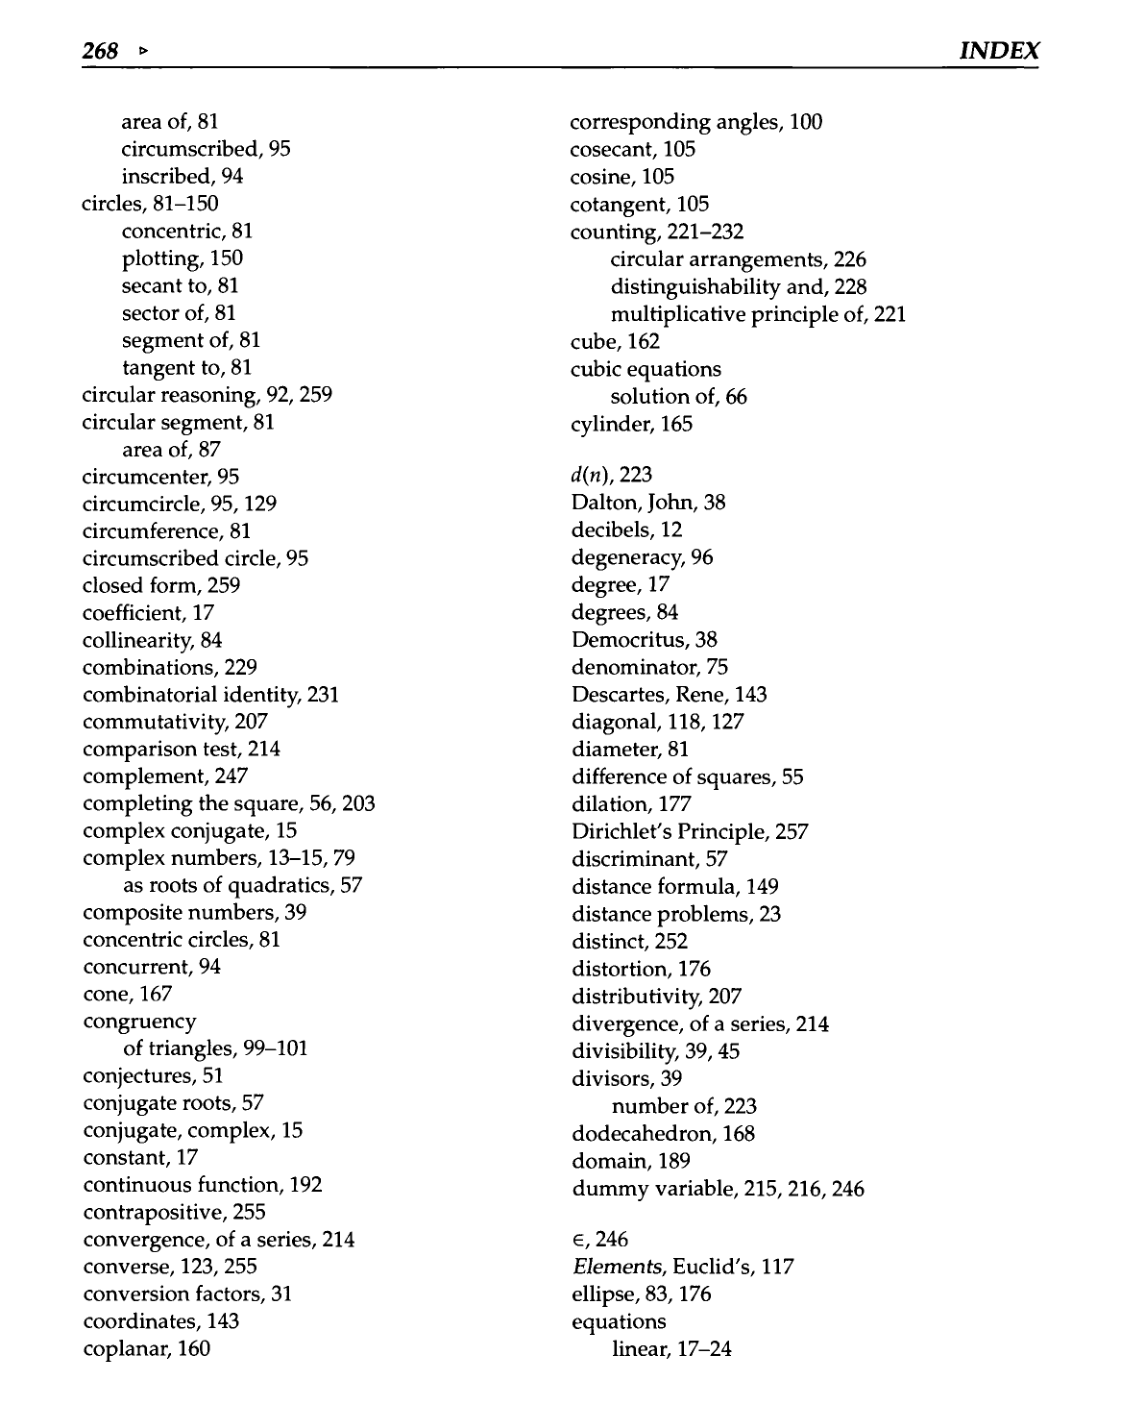 268 ▹ INDEX
area of, 81
circumscribed, 95
inscribed, 94
circles, 81–150
concentric, 81
plotting, 150
secant to, 81
sector of, 81
segment of, 81
tangent to, 81
circular reasoning, 92, 259
circular segment, 81
area of, 87
circumcenter, 95
circumcircle, 95, 129
circumference, 81
circumscribed circle, 95
closed form, 259
coefficient, 17
collinearity, 84
combinations, 229
combinatorial identity, 231
commutativity, 207
comparison test, 214
complement, 247
completing the square, 56, 203
complex conjugate, 15
complex numbers, 13–15, 79
as roots of quadratics, 57
composite numbers, 39
concentric circles, 81
concurrent, 94
cone, 167
congruency
of triangles, 99–101
conjectures, 51
conjugate roots, 57
conjugate, complex, 15
constant, 17
continuous function, 192
contrapositive, 255
convergence, of a series, 214
converse, 123, 255
conversion factors, 31
coordinates, 143
coplanar, 160
corresponding angles, 100
cosecant, 105
cosine, 105
cotangent, 105
counting, 221–232
circular arrangements, 226
distinguishability and, 228
multiplicative principle of, 221
cube, 162
cubic equations
solution of, 66
cylinder, 165
d(n), 223
Dalton, John, 38
decibels, 12
degeneracy, 96
degree, 17
degrees, 84
Democritus, 38
denominator, 75
Descartes, Rene, 143
diagonal, 118, 127
diameter, 81
difference of squares, 55
dilation, 177
Dirichlet's Principle, 257
discriminant, 57
distance formula, 149
distance problems, 23
distinct, 252
distortion, 176
distributivity, 207
divergence, of a series, 214
divisibility, 39, 45
divisors, 39
number of, 223
dodecahedron, 168
domain, 189
dummy variable, 215, 216, 246
∈, 246
Elements, Euclid's, 117
ellipse, 83, 176
equations
linear, 17–24